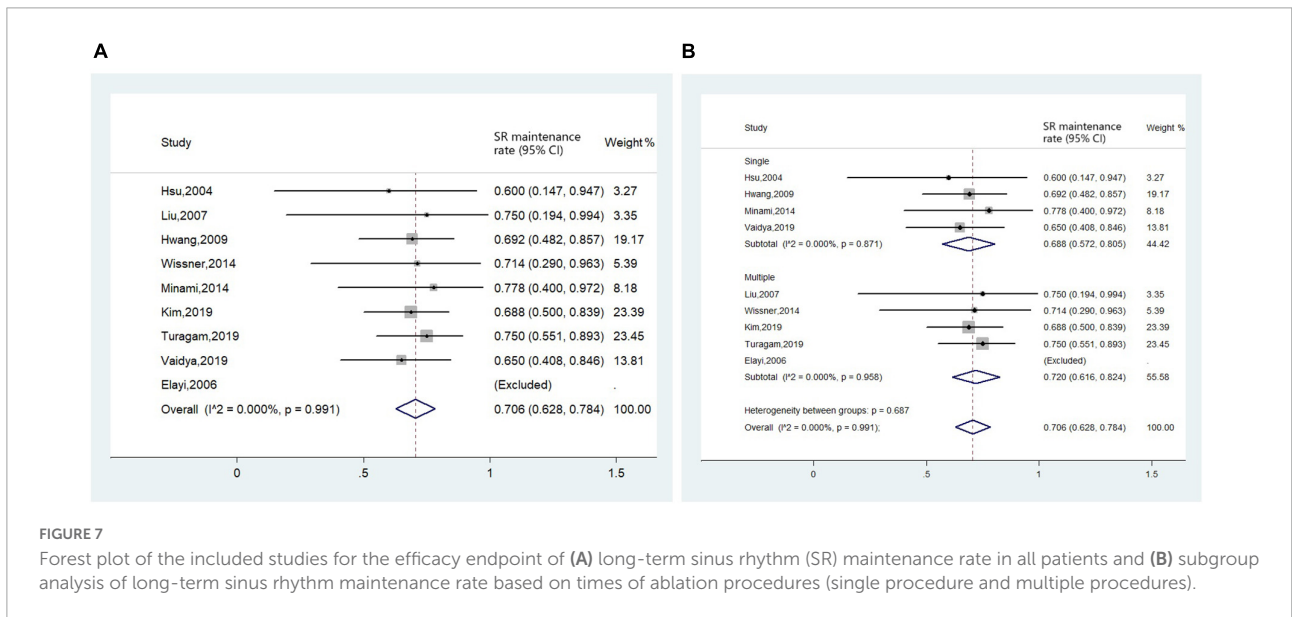 A
Study SR maintenance rate (95% CI) Weight %
Hsu,2004 0.600 (0.147, 0.947) 3.27
Liu,2007 0.750 (0.194, 0.994) 3.35
Hwang,2009 0.692 (0.482, 0.857) 19.17
Wissner,2014 0.714 (0.290, 0.963) 5.39
Minami,2014 0.778 (0.400, 0.972) 8.18
Kim,2019 0.688 (0.500, 0.839) 23.39
Turagam,2019 0.750 (0.551, 0.893) 23.45
Vaidya,2019 0.650 (0.408, 0.846) 13.81
Elayi,2006 (Excluded) .
Overall (I^2 = 0.000%, p = 0.991) 0.706 (0.628, 0.784) 100.00
0 .5 1 1.5
B
Study SR maintenance rate (95% CI) Weight %
Single
Hsu,2004 0.600 (0.147, 0.947) 3.27
Hwang,2009 0.692 (0.482, 0.857) 19.17
Minami,2014 0.778 (0.400, 0.972) 8.18
Vaidya,2019 0.650 (0.408, 0.846) 13.81
Subtotal (I^2 = 0.000%, p = 0.871) 0.688 (0.572, 0.805) 44.42
Multiple
Liu,2007 0.750 (0.194, 0.994) 3.35
Wissner,2014 0.714 (0.290, 0.963) 5.39
Kim,2019 0.688 (0.500, 0.839) 23.39
Turagam,2019 0.750 (0.551, 0.893) 23.45
Elayi,2006 (Excluded) .
Subtotal (I^2 = 0.000%, p = 0.958) 0.720 (0.616, 0.824) 55.58
Heterogeneity between groups: p = 0.687
Overall (I^2 = 0.000%, p = 0.991); 0.706 (0.628, 0.784) 100.00
0 .5 1 1.5
FIGURE 7
Forest plot of the included studies for the efficacy endpoint of (A) long-term sinus rhythm (SR) maintenance rate in all patients and (B) subgroup
analysis of long-term sinus rhythm maintenance rate based on times of ablation procedures (single procedure and multiple procedures).